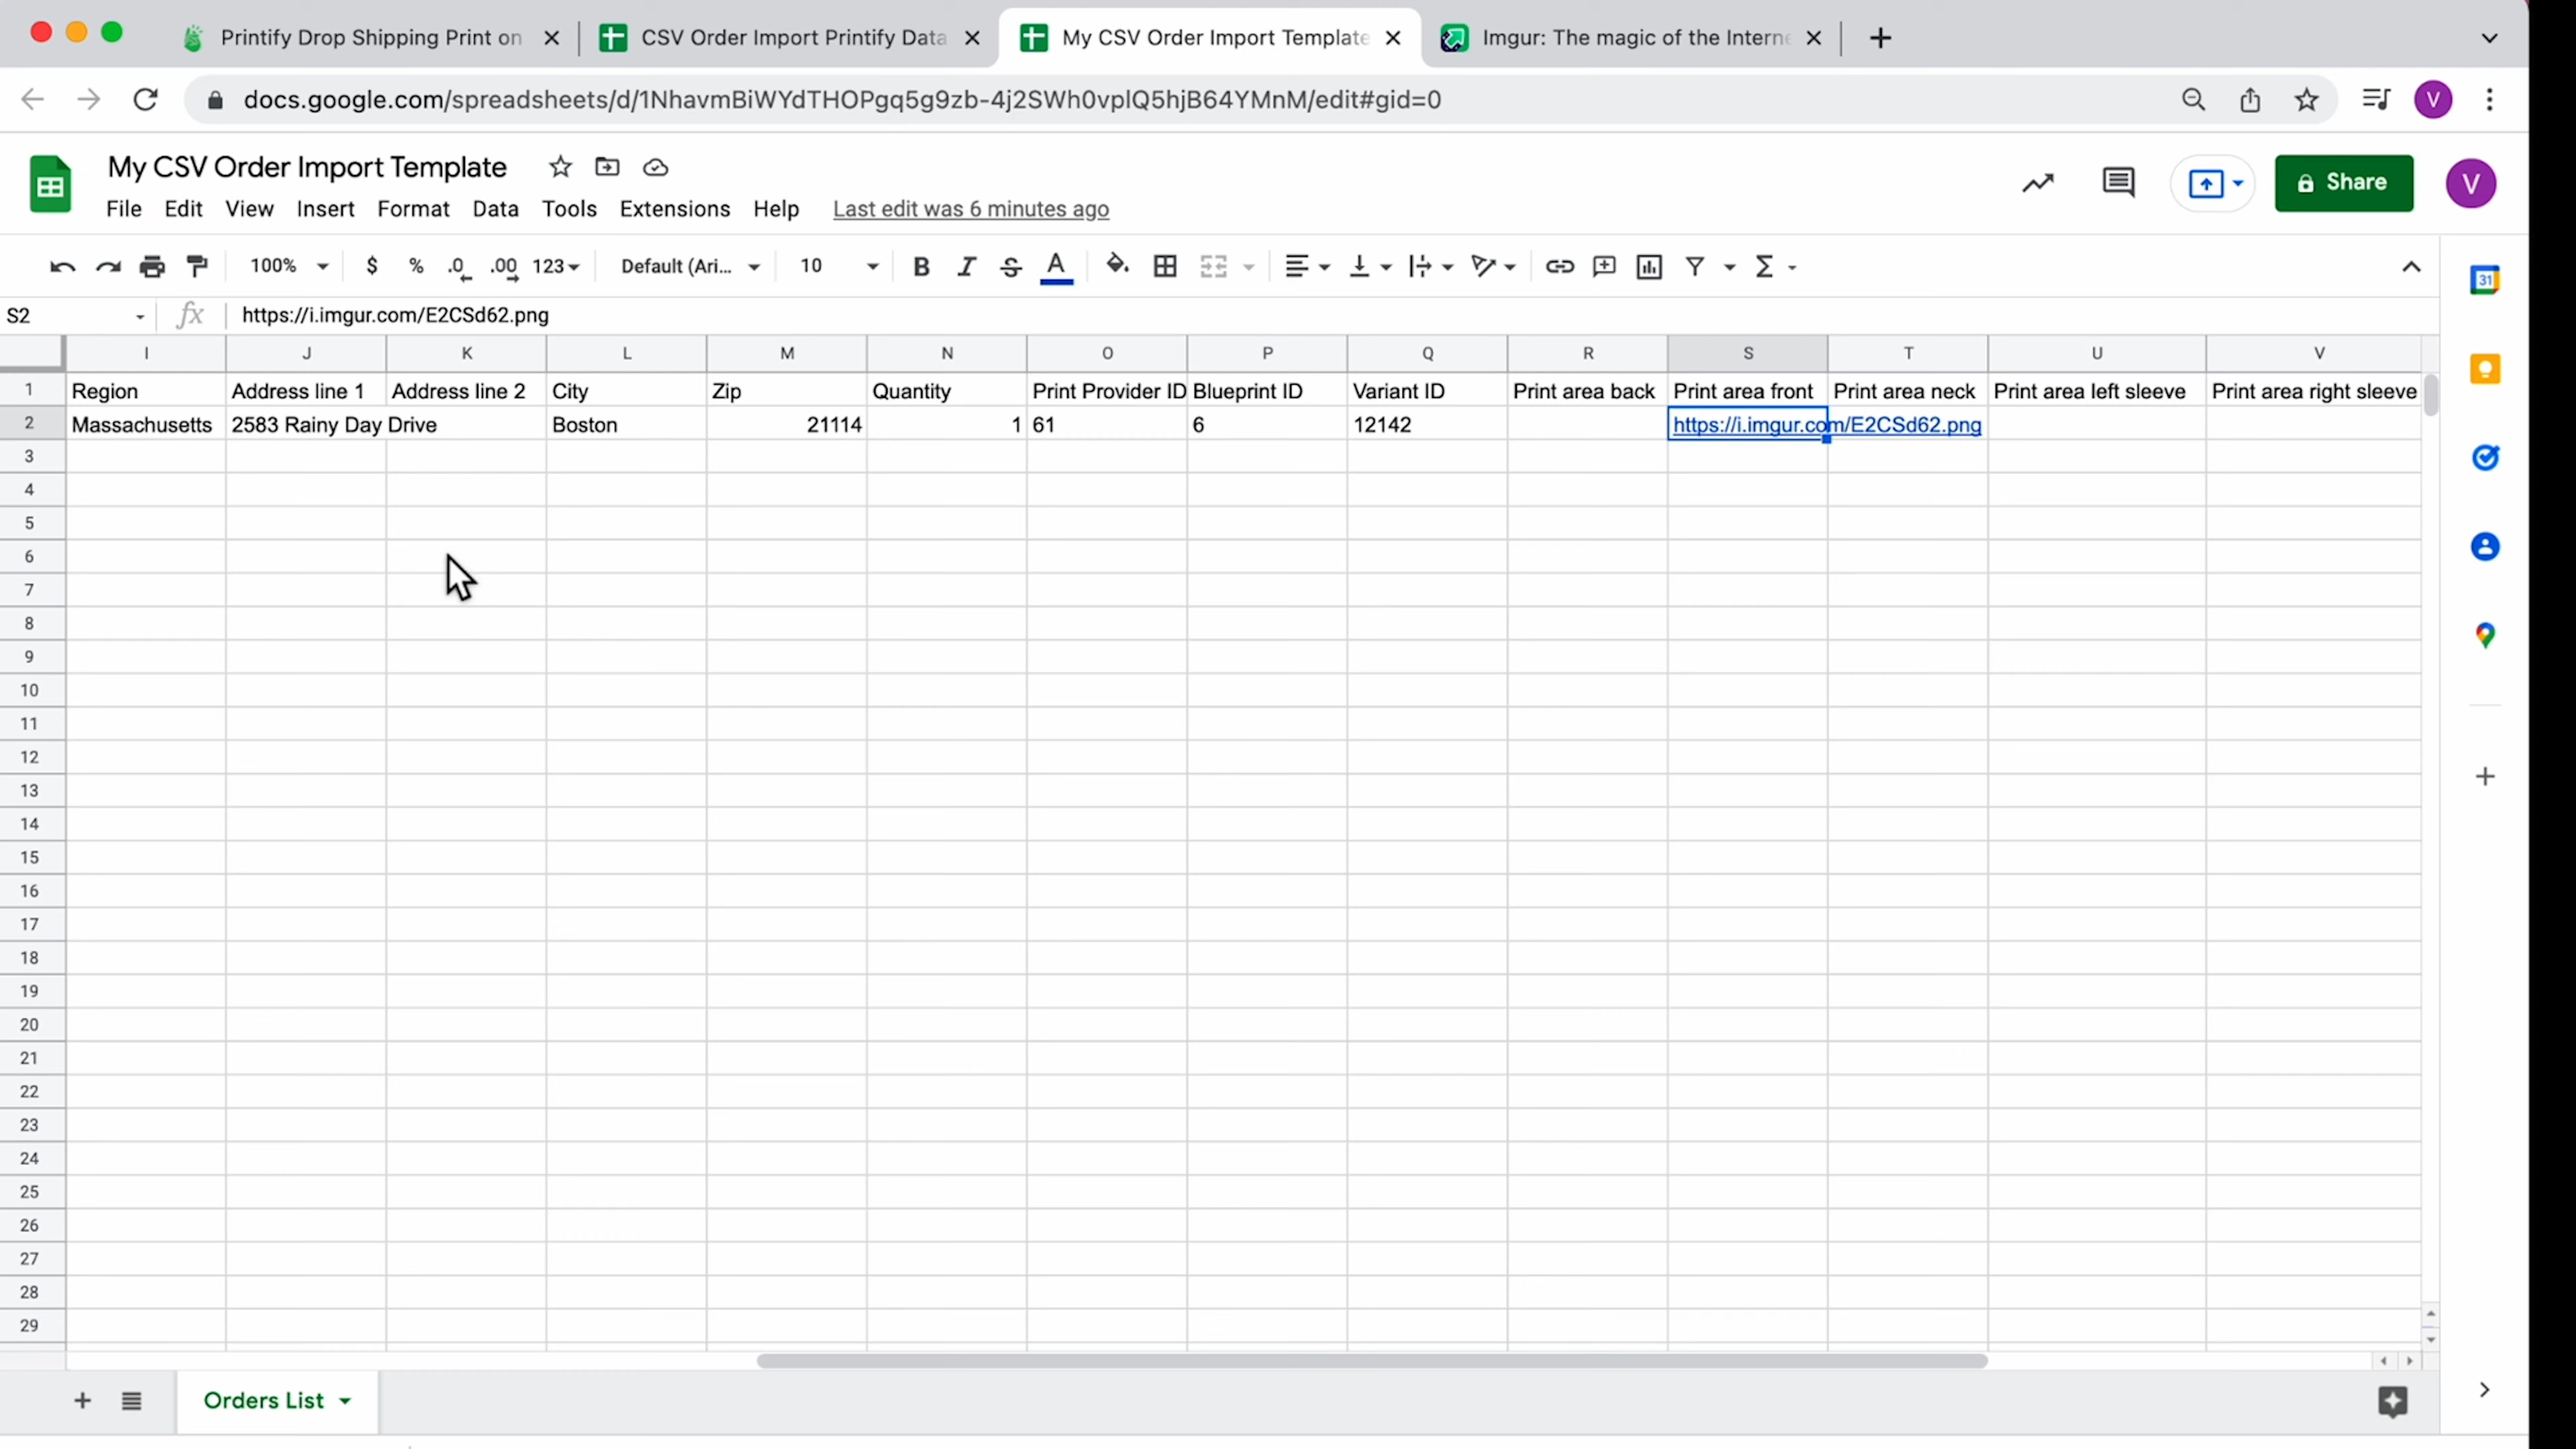 Printify Drop Shipping Print on
CSV Order Import Printify Data
My CSV Order Import Template
Imgur: The magic of the Interne
docs.google.com/spreadsheets/d/1NhavmBiWYdTHOPgq5g9zb-4j2SWh0vplQ5hjB64YMnM/edit#gid=0
V
My CSV Order Import Template
Share
V
File Edit View Insert Format Data Tools Extensions Help Last edit was 6 minutes ago
100% $ % .0 .00 123 Default (Ari... 10 B I S A Σ
31
S2 fx https://i.imgur.com/E2CSd62.png
I J K L M N O P Q R S T U V
1 Region Address line 1 Address line 2 City Zip Quantity Print Provider ID Blueprint ID Variant ID Print area back Print area front Print area neck Print area left sleeve Print area right sleeve
2 Massachusetts 2583 Rainy Day Drive Boston 21114 1 61 6 12142 https://i.imgur.com/E2CSd62.png
3
4
5
6
7
8
9
10
11
12
13
14
15
16
17
18
19
20
21
22
23
24
25
26
27
28
29
Orders List